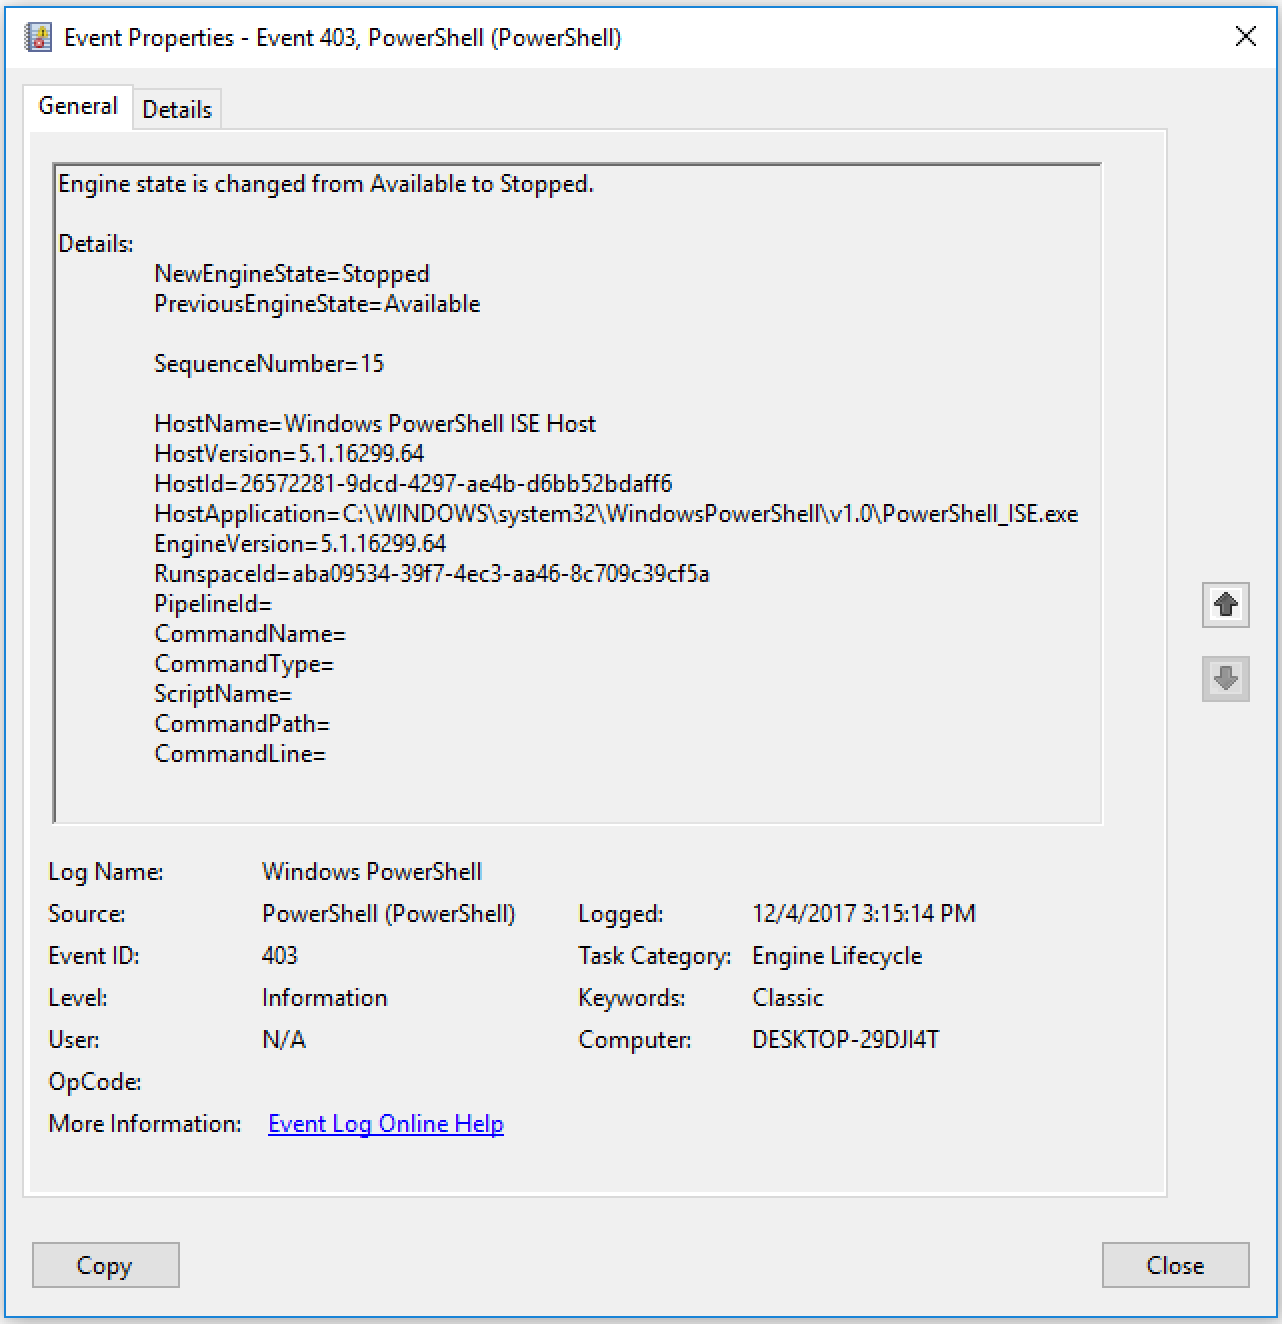 Event Properties - Event 403, PowerShell (PowerShell)
General
Details
Engine state is changed from Available to Stopped.
Details:
NewEngineState=Stopped
PreviousEngineState=Available
SequenceNumber=15
HostName=Windows PowerShell ISE Host
HostVersion=5.1.16299.64
HostId=26572281-9dcd-4297-ae4b-d6bb52bdaff6
HostApplication=C:\WINDOWS\system32\WindowsPowerShell\v1.0\PowerShell_ISE.exe
EngineVersion=5.1.16299.64
RunspaceId=aba09534-39f7-4ec3-aa46-8c709c39cf5a
PipelineId=
CommandName=
CommandType=
ScriptName=
CommandPath=
CommandLine=
Log Name: Windows PowerShell
Source: PowerShell (PowerShell) Logged: 12/4/2017 3:15:14 PM
Event ID: 403 Task Category: Engine Lifecycle
Level: Information Keywords: Classic
User: N/A Computer: DESKTOP-29DJI4T
OpCode:
More Information: Event Log Online Help
Copy Close